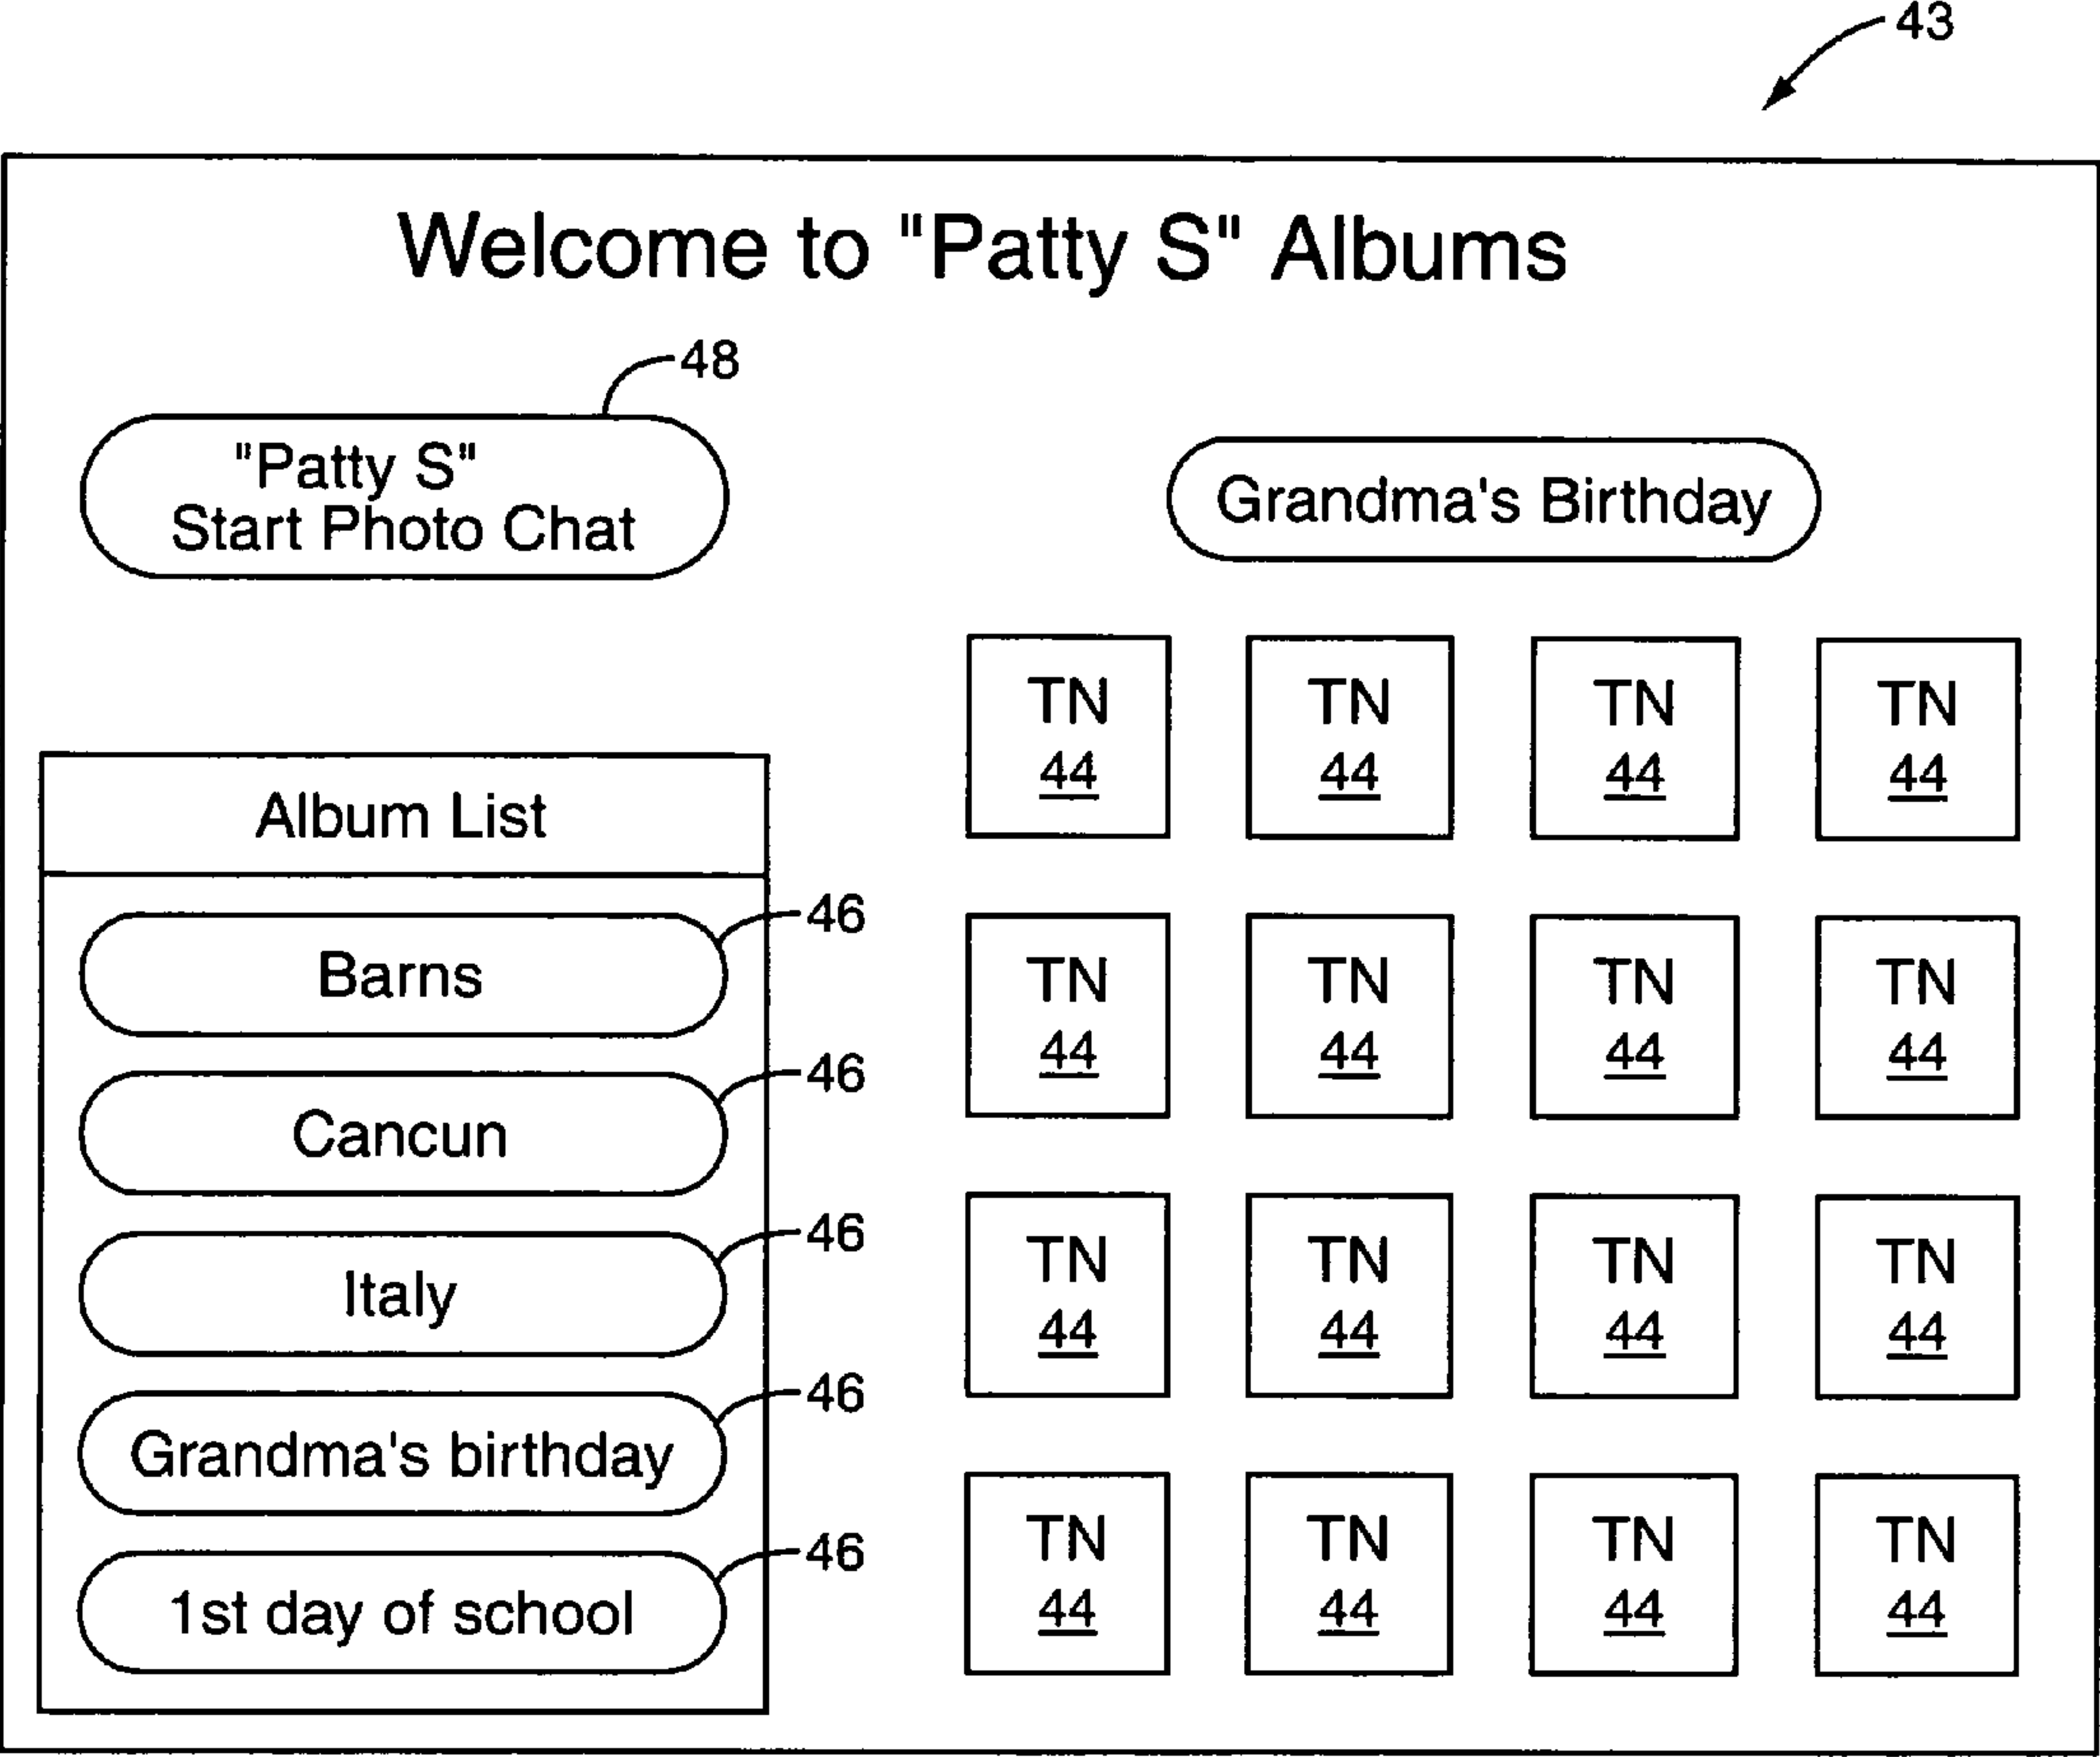 43
Welcome to "Patty S" Albums
48
"Patty S"
Start Photo Chat
Grandma's Birthday
Album List
Barns
46
Cancun
46
Italy
46
Grandma's birthday
46
1st day of school
46
TN TN TN TN
44 44 44 44
TN TN TN TN
44 44 44 44
TN TN TN TN
44 44 44 44
TN TN TN TN
44 44 44 44